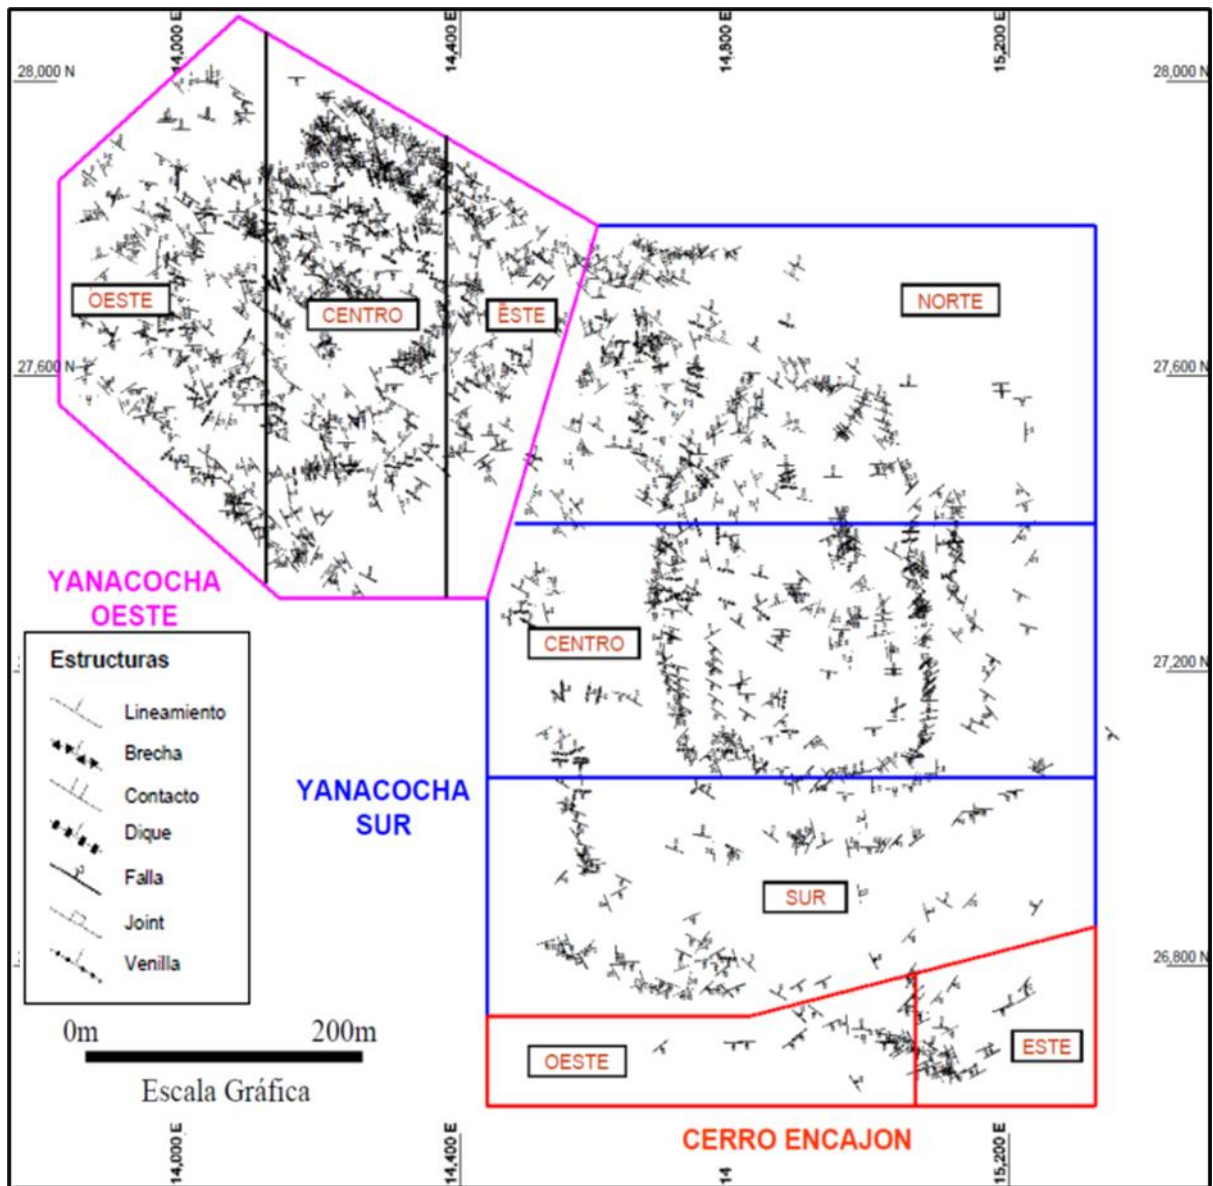 14,000 E
14,400 E
14,800 E
15,200 E
28,000 N
28,000 N
OESTE
CENTRO
ESTE
NORTE
27,600 N
27,600 N
YANACOCHA
OESTE
CENTRO
27,200 N
Estructuras
Lineamiento
Brecha
Contacto
Dique
Falla
Joint
Venilla
YANACOCHA
SUR
SUR
26,800 N
0m 200m
Escala Gráfica
OESTE
ESTE
CERRO ENCAJON
14,000 E
14,400 E
14
15,200 E